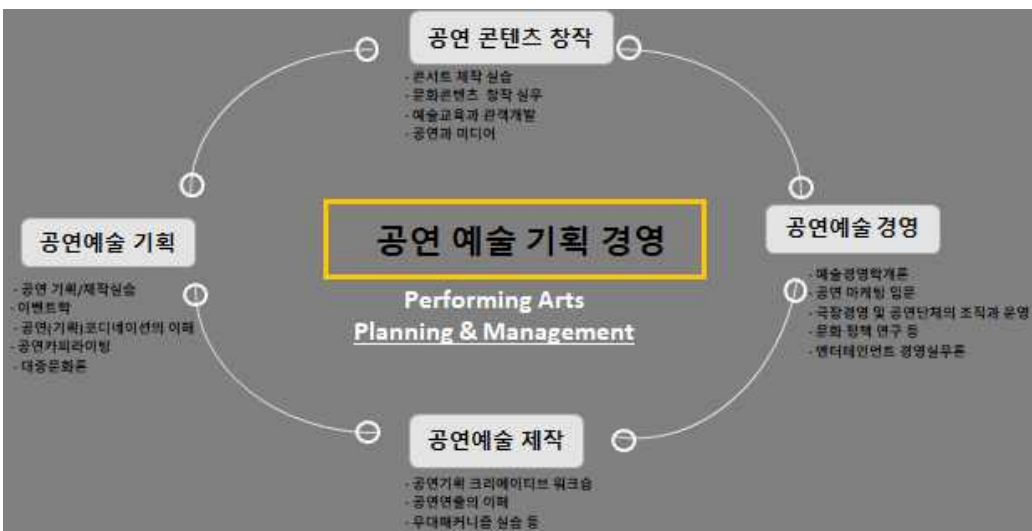 공연 콘텐츠 창작
- 콘서트 제작 실습
- 문화콘텐츠 창작 실무
- 예술교육과 관객개발
- 공연과 미디어
공연예술 기획
- 공연 기획/제작실습
- 이벤트학
- 공연(기획)코디네이션의 이해
- 공연카피라이팅
- 대중문화론
공연 예술 기획 경영
Performing Arts
Planning & Management
공연예술 경영
- 예술경영학개론
- 공연 마케팅 입문
- 극장경영 및 공연단체의 조직과 운영
- 문화 정책 연구 등
- 엔터테인먼트 경영실무론
공연예술 제작
- 공연기획 크리에이티브 워크숍
- 공연연출의 이해
- 무대매커니즘 실습 등